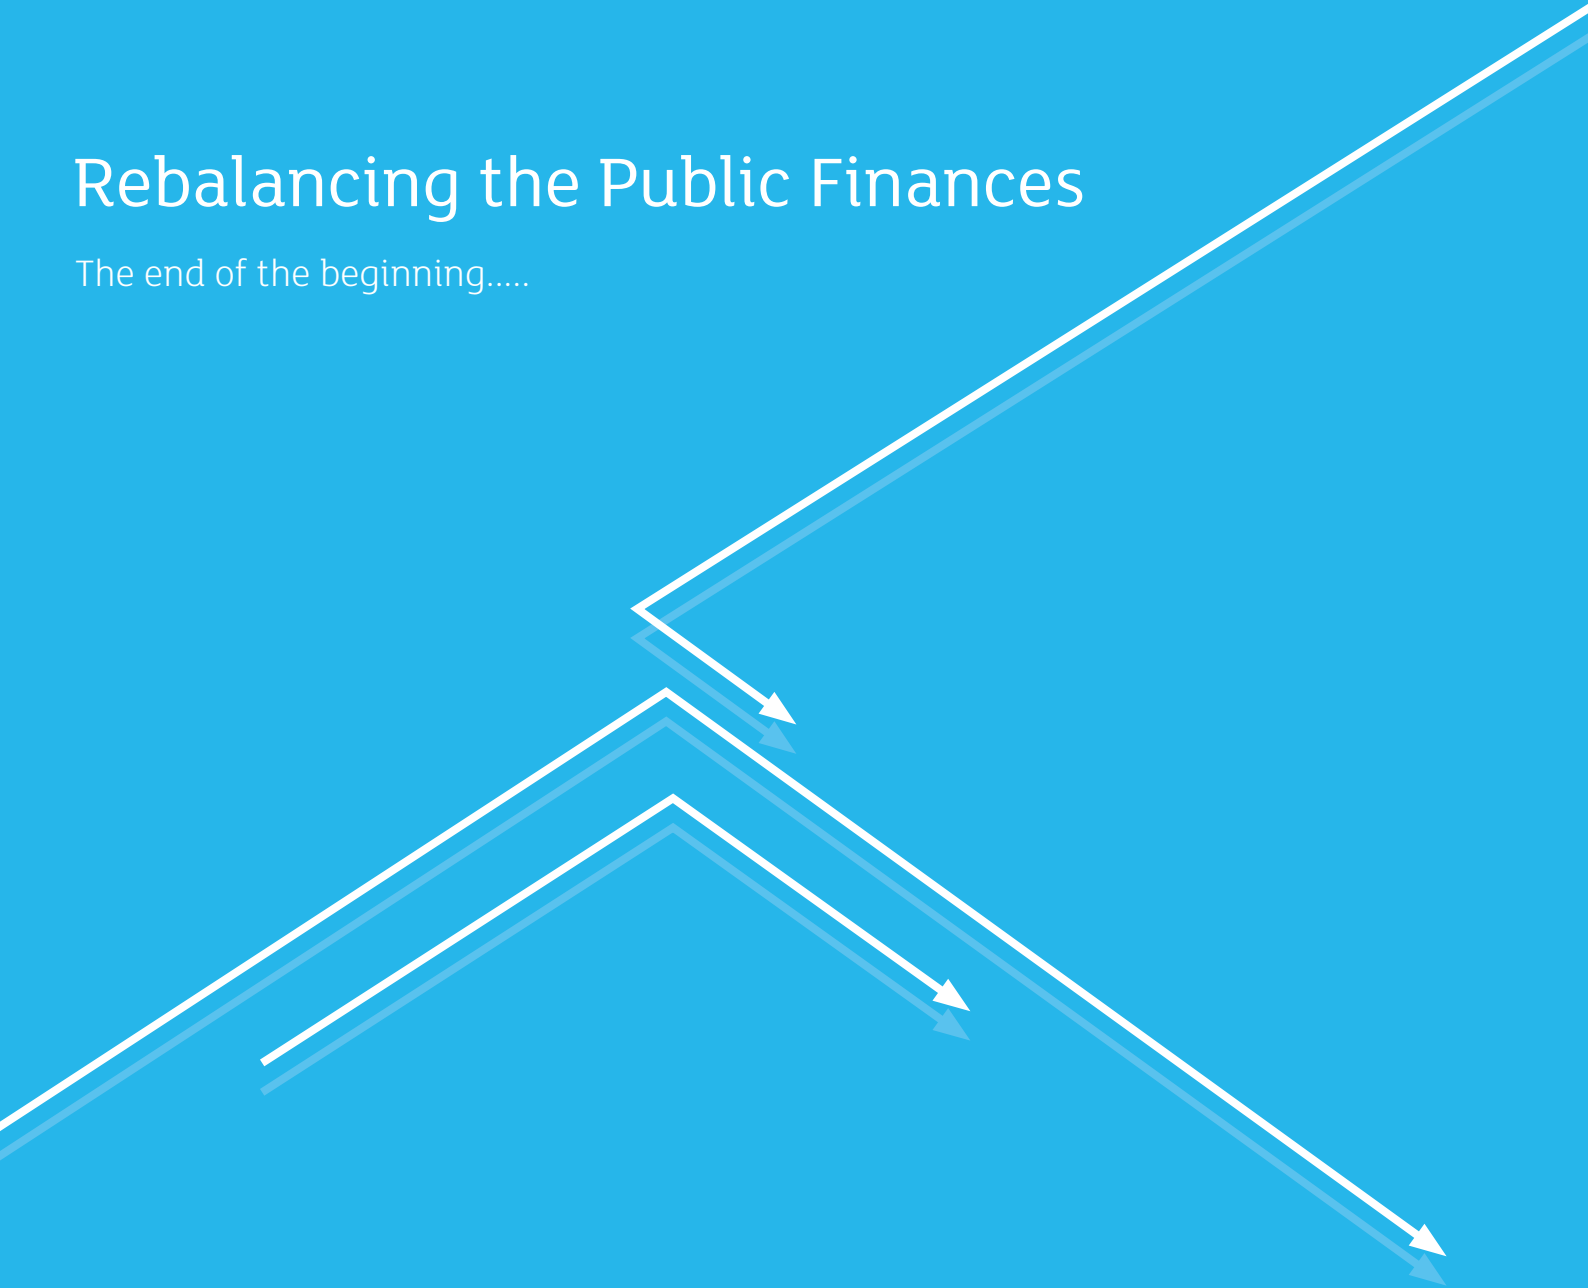 Rebalancing the Public Finances
The end of the beginning.....